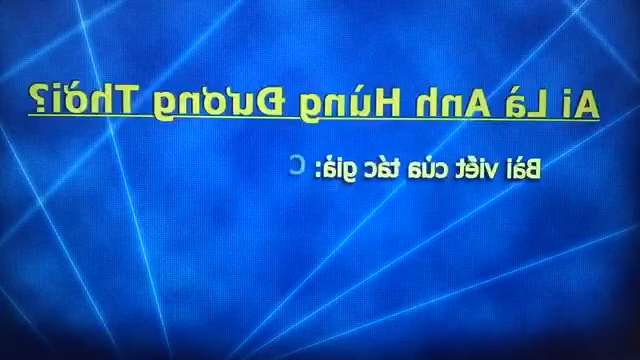 Ai Là Anh Hùng Đương Thời?
Bài viết của tác giả: C